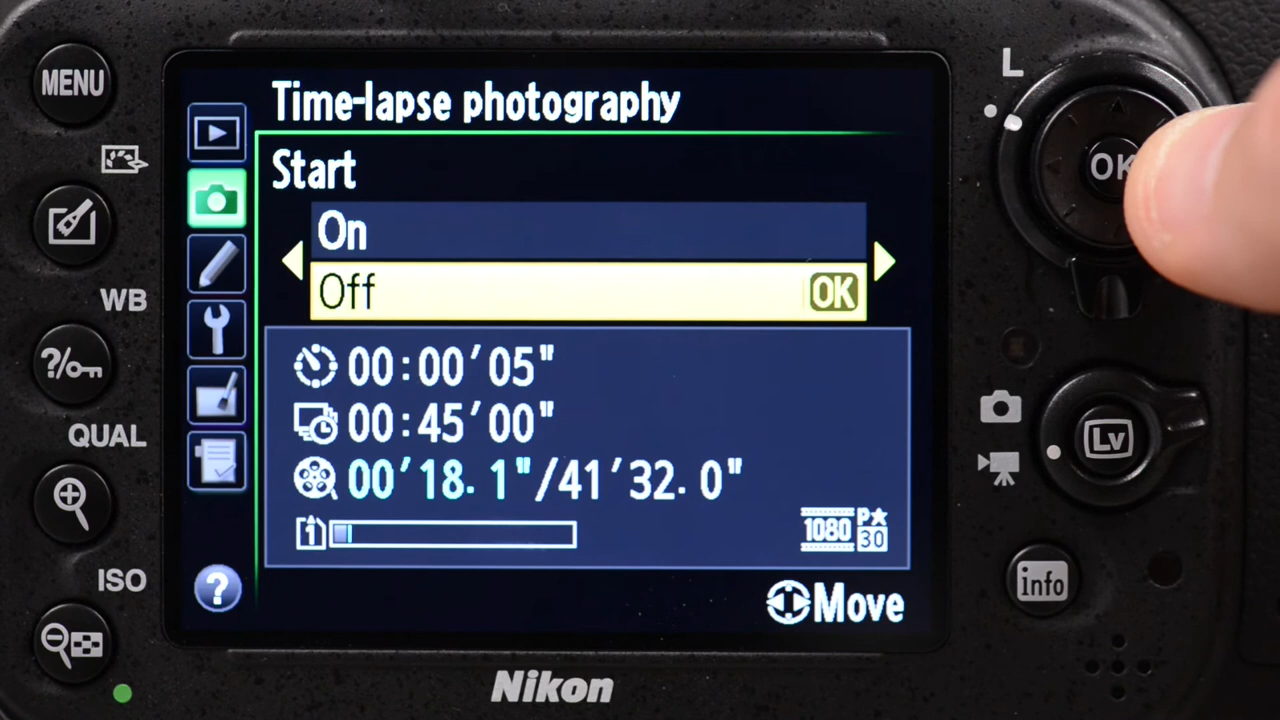 MENU
WB
?/
QUAL
ISO
Time-lapse photography
Start
On
Off OK
00:00'05"
00:45'00"
00'18.1"/41'32.0"
1
1080 P★ 30
?
Move
Nikon
L
OK
Lv
info